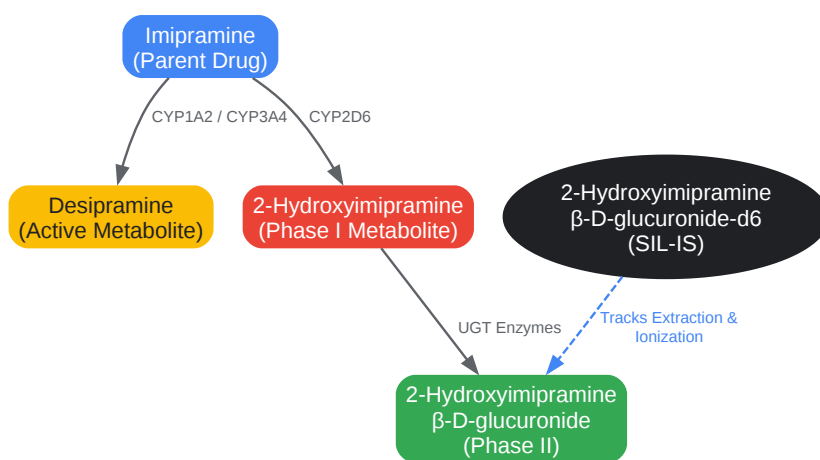 Imipramine
(Parent Drug)
CYP1A2 / CYP3A4
CYP2D6
Desipramine
(Active Metabolite)
2-Hydroxyimipramine
(Phase I Metabolite)
2-Hydroxyimipramine
β-D-glucuronide-d6
(SIL-IS)
UGT Enzymes
Tracks Extraction &
Ionization
2-Hydroxyimipramine
β-D-glucuronide
(Phase II)